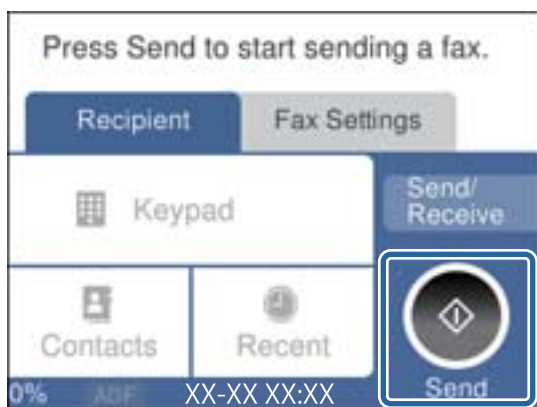 Press Send to start sending a fax.
Recipient
Fax Settings
Keypad
Send/
Receive
Contacts
Recent
0%
ADF
XX-XX XX:XX
Send